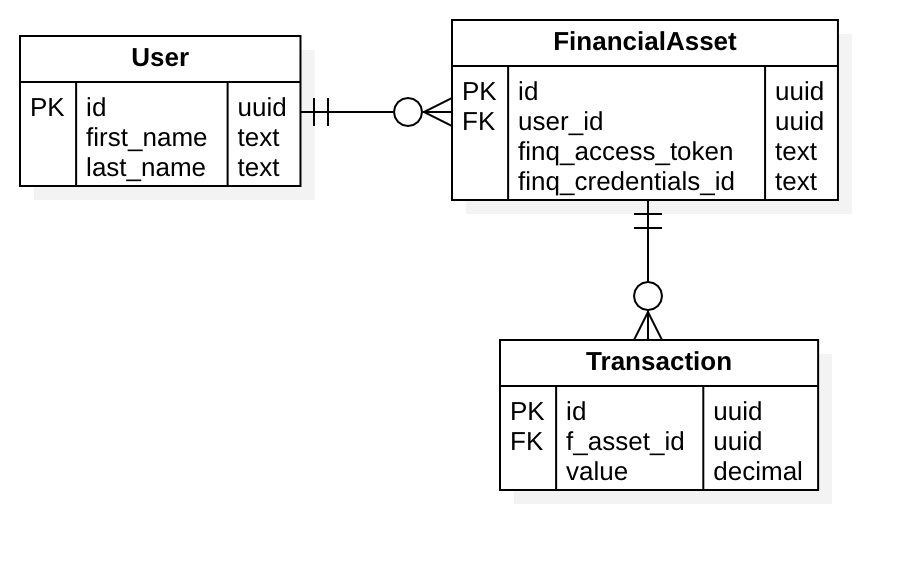 User
PK id uuid
first_name text
last_name text
FinancialAsset
PK id uuid
FK user_id uuid
finq_access_token text
finq_credentials_id text
Transaction
PK id uuid
FK f_asset_id uuid
value decimal